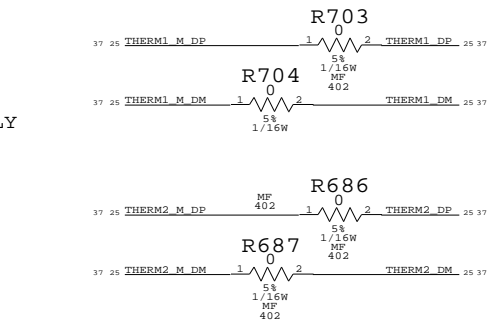 R703
0
37 25 THERM1_M_DP 1 2 THERM1_DP 25 37
5%
1/16W
MF
402
R704
0
37 25 THERM1_M_DM 1 2 THERM1_DM 25 37
5%
1/16W
LY
R686
0
MF
402
37 25 THERM2_M_DP 1 2 THERM2_DP 25 37
5%
1/16W
MF
402
R687
0
37 25 THERM2_M_DM 1 2 THERM2_DM 25 37
5%
1/16W
MF
402